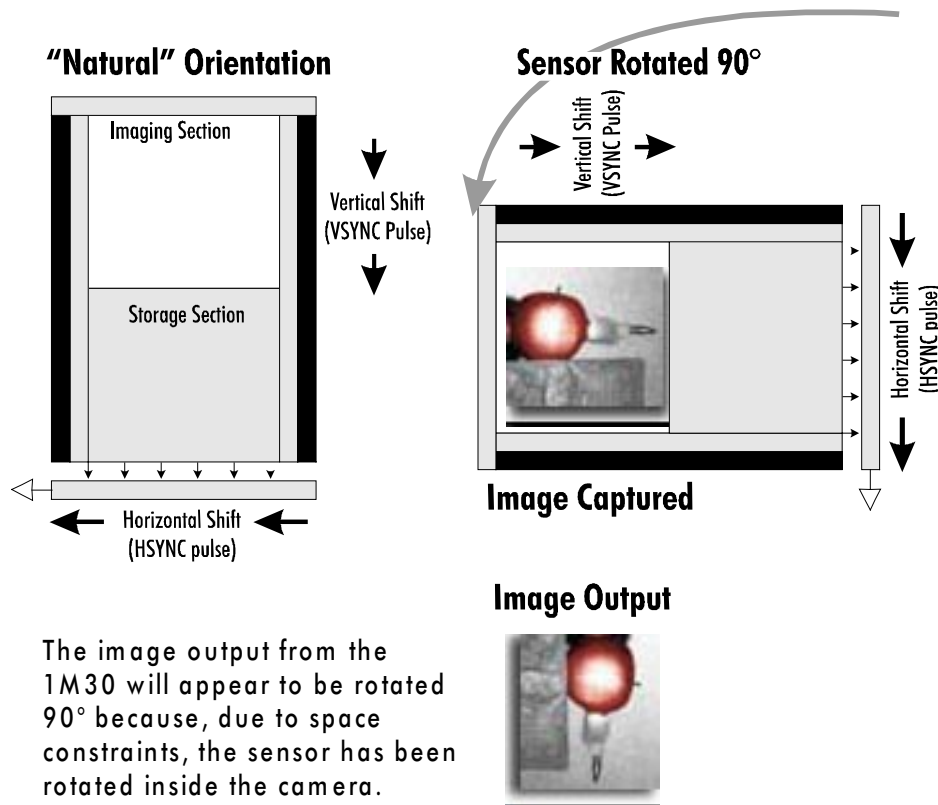 “Natural” Orientation
Imaging Section
Storage Section
Vertical Shift
(VSYNC Pulse)
Horizontal Shift
(HSYNC pulse)
Sensor Rotated 90°
Vertical Shift
(VSYNC Pulse)
Horizontal Shift
(HSYNC pulse)
Image Captured
Image Output
The image output from the
1M30 will appear to be rotated
90° because, due to space
constraints, the sensor has been
rotated inside the camera.